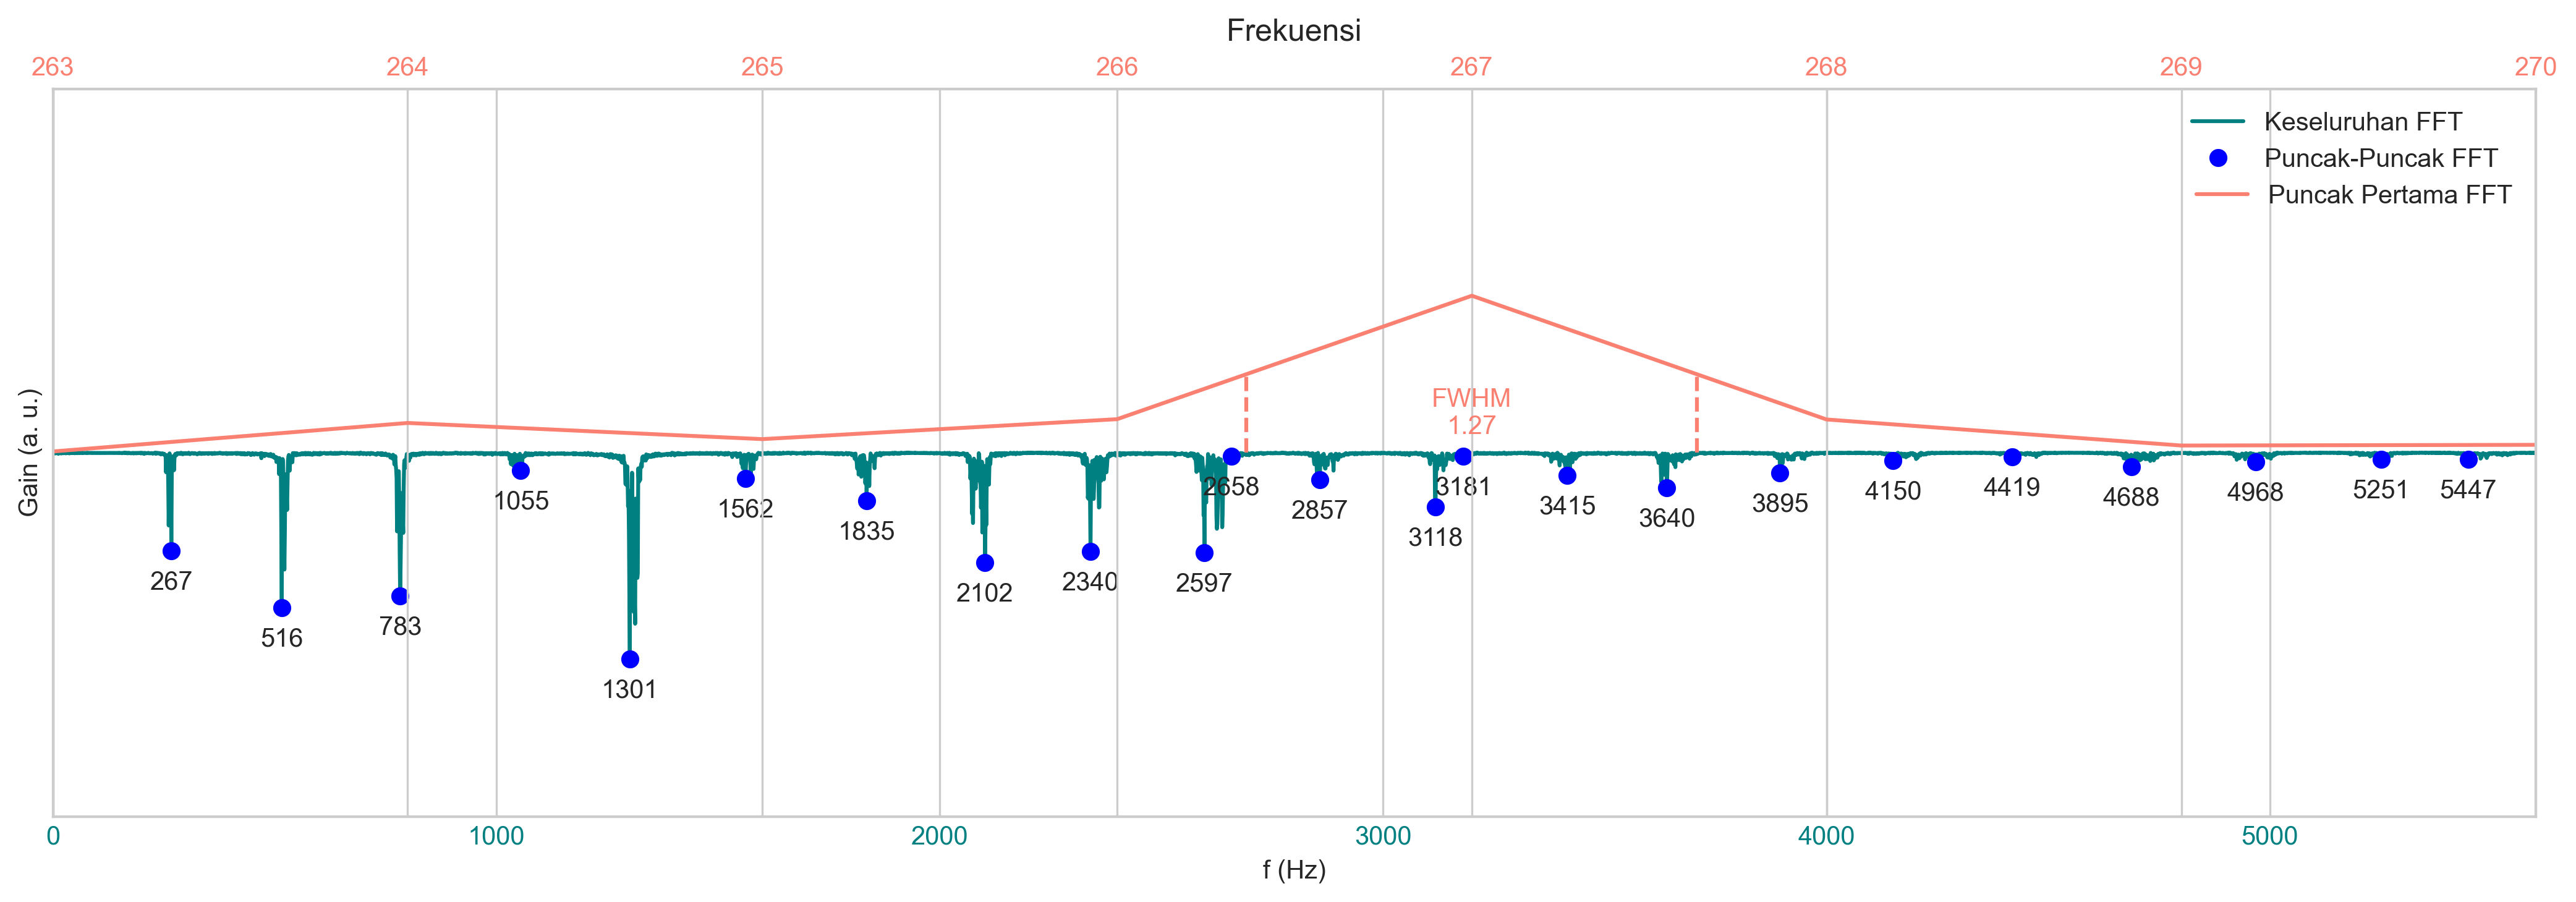 Frekuensi
263 264 265 266 267 268 269 270
Keseluruhan FFT
Puncak-Puncak FFT
Puncak Pertama FFT
Gain (a. u.)
FWHM
1.27
267 516 783 1055 1301 1562 1835 2102 2340 2597 2658 2857 3118 3181 3415 3640 3895 4150 4419 4688 4968 5251 5447
0 1000 2000 3000 4000 5000
f (Hz)